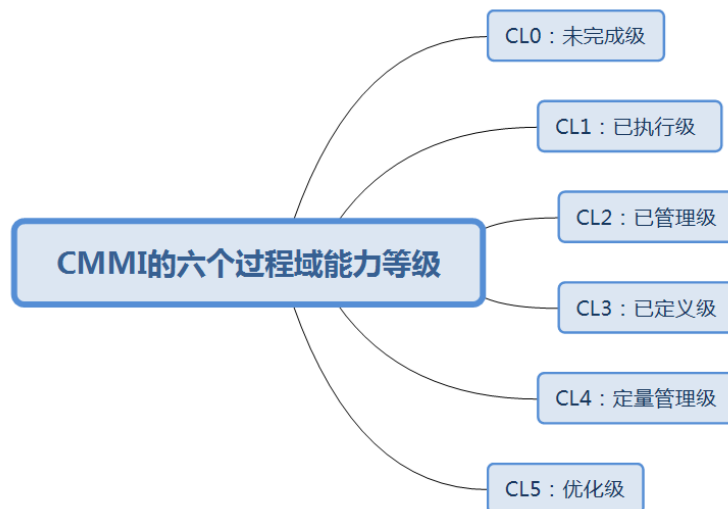 CL0：未完成级
CL1：已执行级
CL2：已管理级
CMMI的六个过程域能力等级
CL3：已定义级
CL4：定量管理级
CL5：优化级